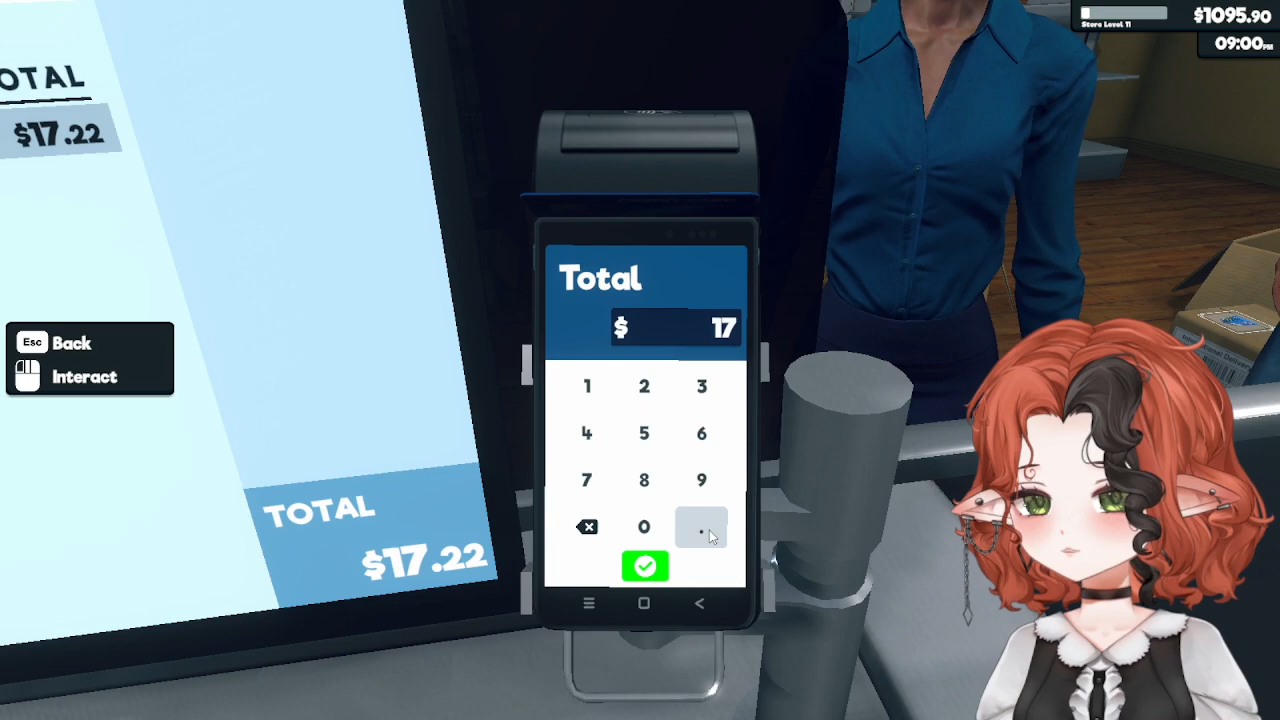 $1095.90
Store Level 11
09:00PM
OTAL
$17.22
Total
$ 17
Esc Back
Interact
1 2 3
4 5 6
7 8 9
0 .
TOTAL
$17.22